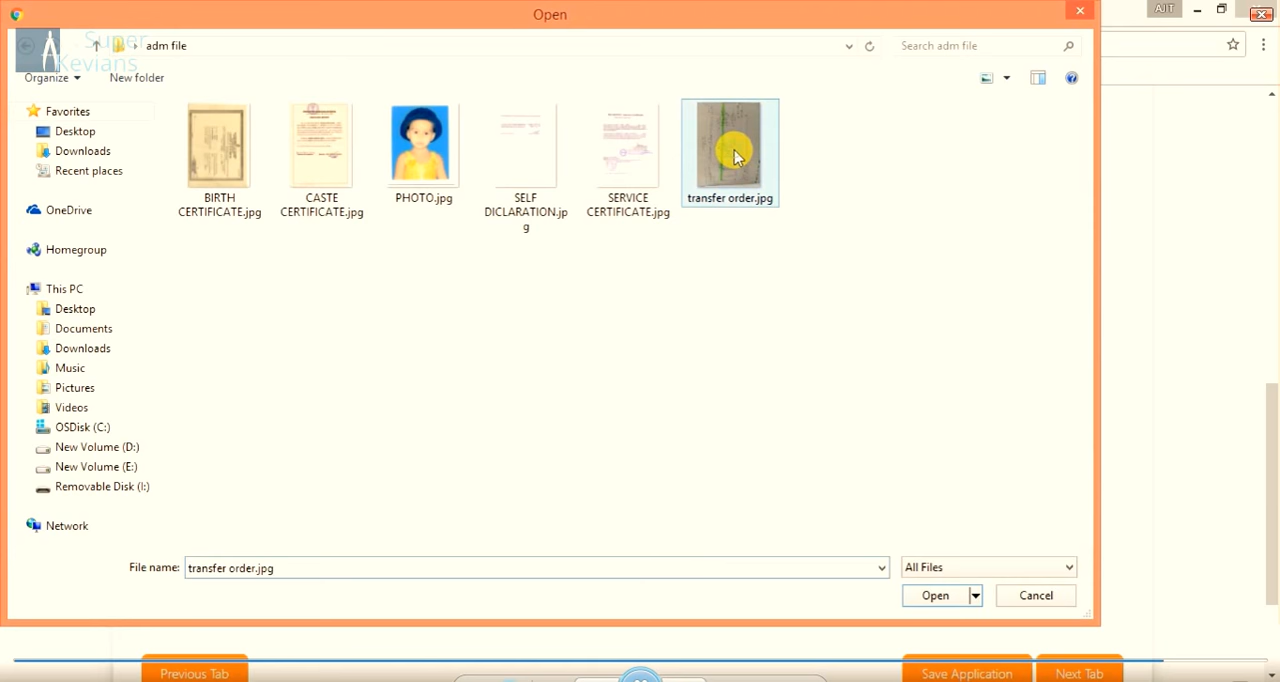 Open
AJIT
Super
Kevians
adm file
Search adm file
Organize
New folder
Favorites
Desktop
Downloads
Recent places
OneDrive
Homegroup
This PC
Desktop
Documents
Downloads
Music
Pictures
Videos
OSDisk (C:)
New Volume (D:)
New Volume (E:)
Removable Disk (I:)
Network
BIRTH
CERTIFICATE.jpg
CASTE
CERTIFICATE.jpg
PHOTO.jpg
SELF
DICLARATION.jp
g
SERVICE
CERTIFICATE.jpg
transfer order.jpg
File name:
transfer order.jpg
All Files
Open
Cancel
Previous Tab
Save Application
Next Tab